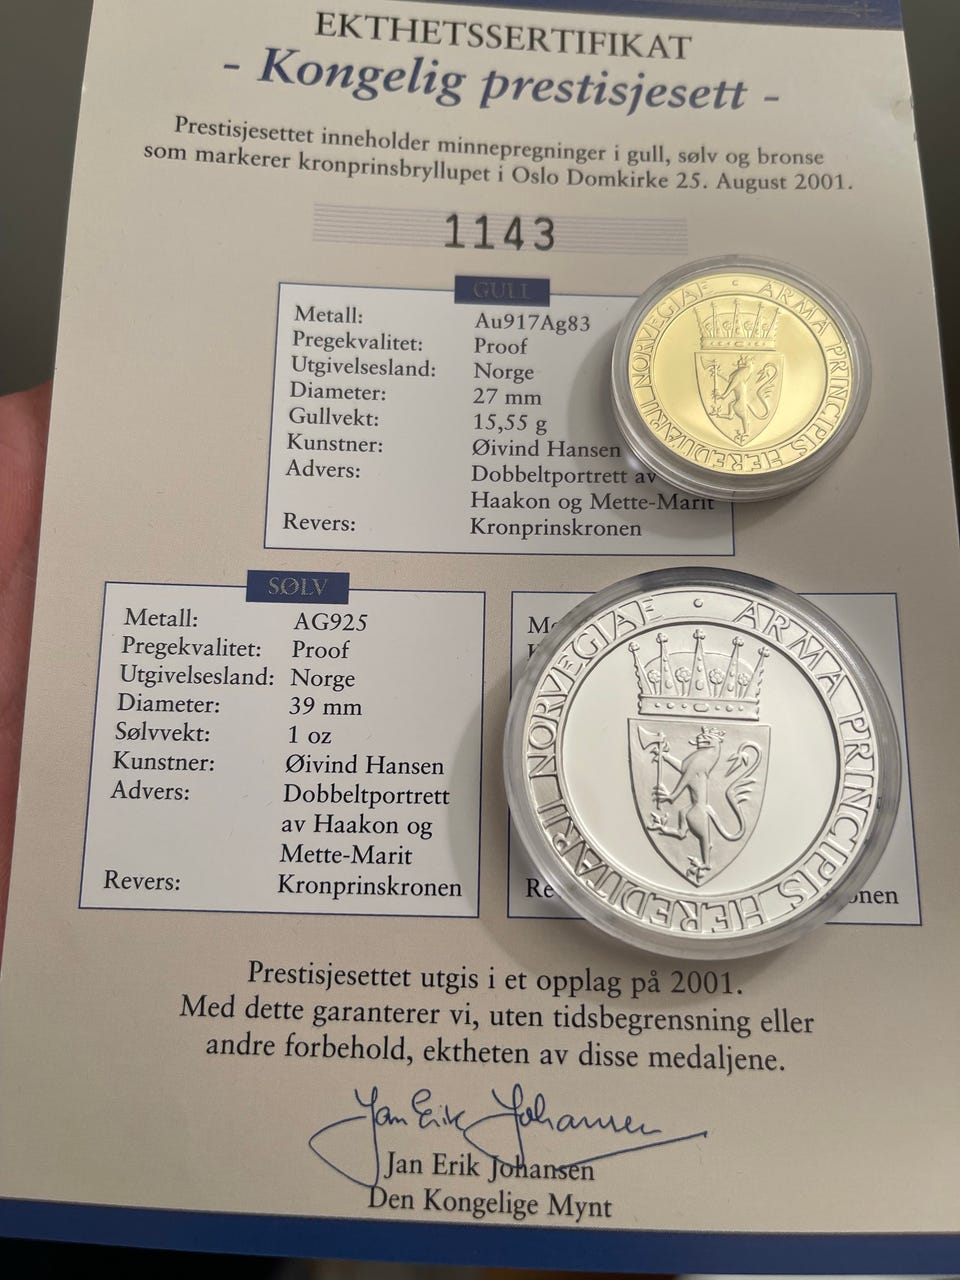 EKTHETSSERTIFIKAT
- Kongelig prestisjesett -
Prestisjesettet inneholder minnepregninger i gull, sølv og bronse
som markerer kronprinsbryllupet i Oslo Domkirke 25. August 2001.
1143
GULL
Metall: Au917Ag83
Pregekvalitet: Proof
Utgivelsesland: Norge
Diameter: 27 mm
Gullvekt: 15,55 g
Kunstner: Øivind Hansen
Advers: Dobbeltportrett av
Haakon og Mette-Marit
Revers: Kronprinskronen
ARMA PRINCIPIS HEREDITARII NORVEGIAE
SØLV
Metall: AG925
Pregekvalitet: Proof
Utgivelsesland: Norge
Diameter: 39 mm
Sølvvekt: 1 oz
Kunstner: Øivind Hansen
Advers: Dobbeltportrett
av Haakon og
Mette-Marit
Revers: Kronprinskronen
ARMA PRINCIPIS HEREDITARII NORVEGIAE
Prestisjesettet utgis i et opplag på 2001.
Med dette garanterer vi, uten tidsbegrensning eller
andre forbehold, ektheten av disse medaljene.
Jan Erik Johansen
Jan Erik Johansen
Den Kongelige Mynt